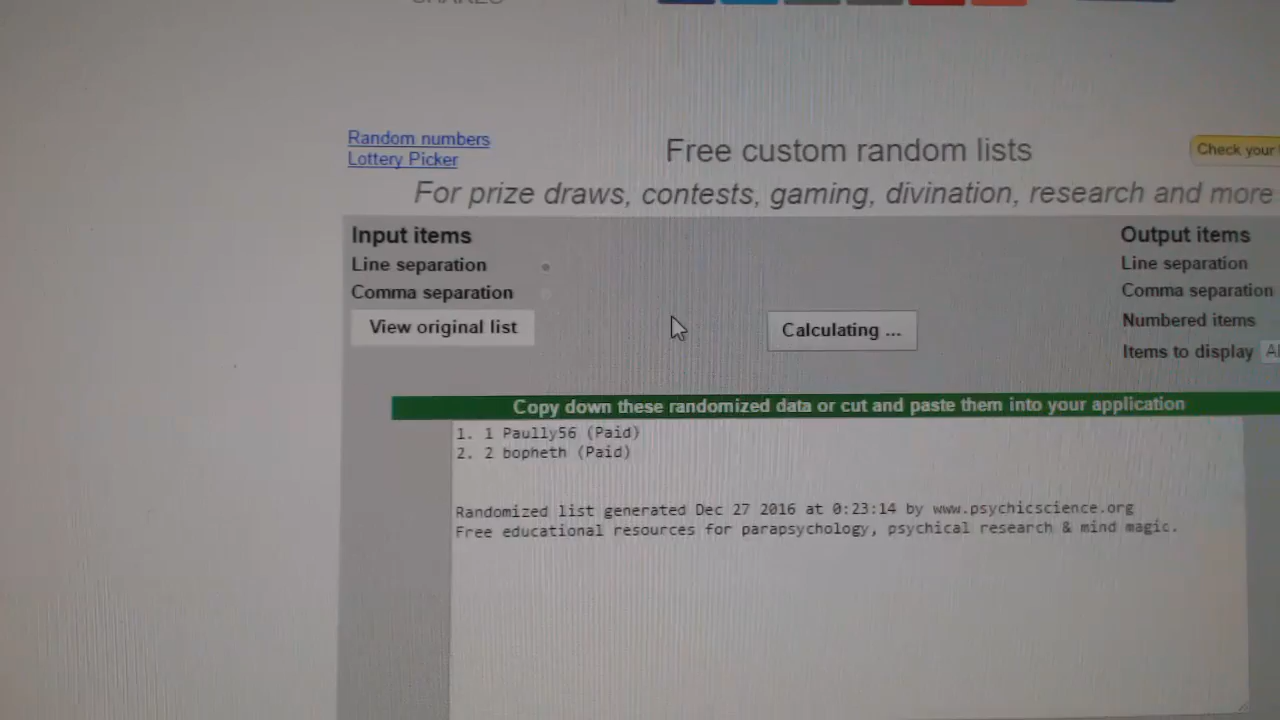 Random numbers
Lottery Picker
Free custom random lists
Check your
For prize draws, contests, gaming, divination, research and more
Input items
Output items
Line separation
Line separation
Comma separation
Comma separation
View original list
Calculating ...
Numbered items
Items to display
Copy down these randomized data or cut and paste them into your application
1. 1 Paully56 (Paid)
2. 2 bopheth (Paid)
Randomized list generated Dec 27 2016 at 0:23:14 by www.psychicscience.org
Free educational resources for parapsychology, psychical research & mind magic.